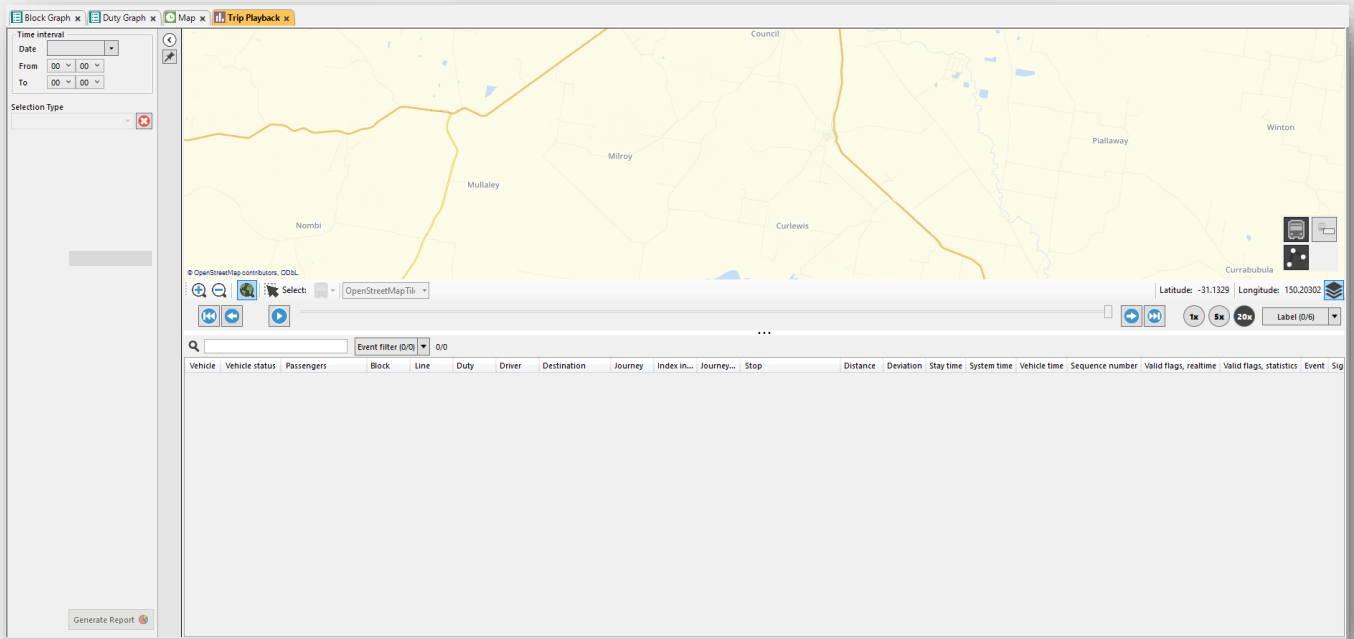 Block Graph × Duty Graph × Map × Trip Playback ×
Time interval
Date
From 00 00
To 00 00
Selection Type
Generate Report
Council
Winton
Piallaway
Milroy
Mullaley
Nombi
Curlewis
Currabubula
© OpenStreetMap contributors, ODbL.
Select: OpenStreetMapTil Latitude: -31.1329 Longitude: 150.20302
1x 5x 20x Label (0/6)
Event filter (0/0) 0/0
Vehicle Vehicle status Passengers Block Line Duty Driver Destination Journey Index in... Journey... Stop Distance Deviation Stay time System time Vehicle time Sequence number Valid flags, realtime Valid flags, statistics Event Sig